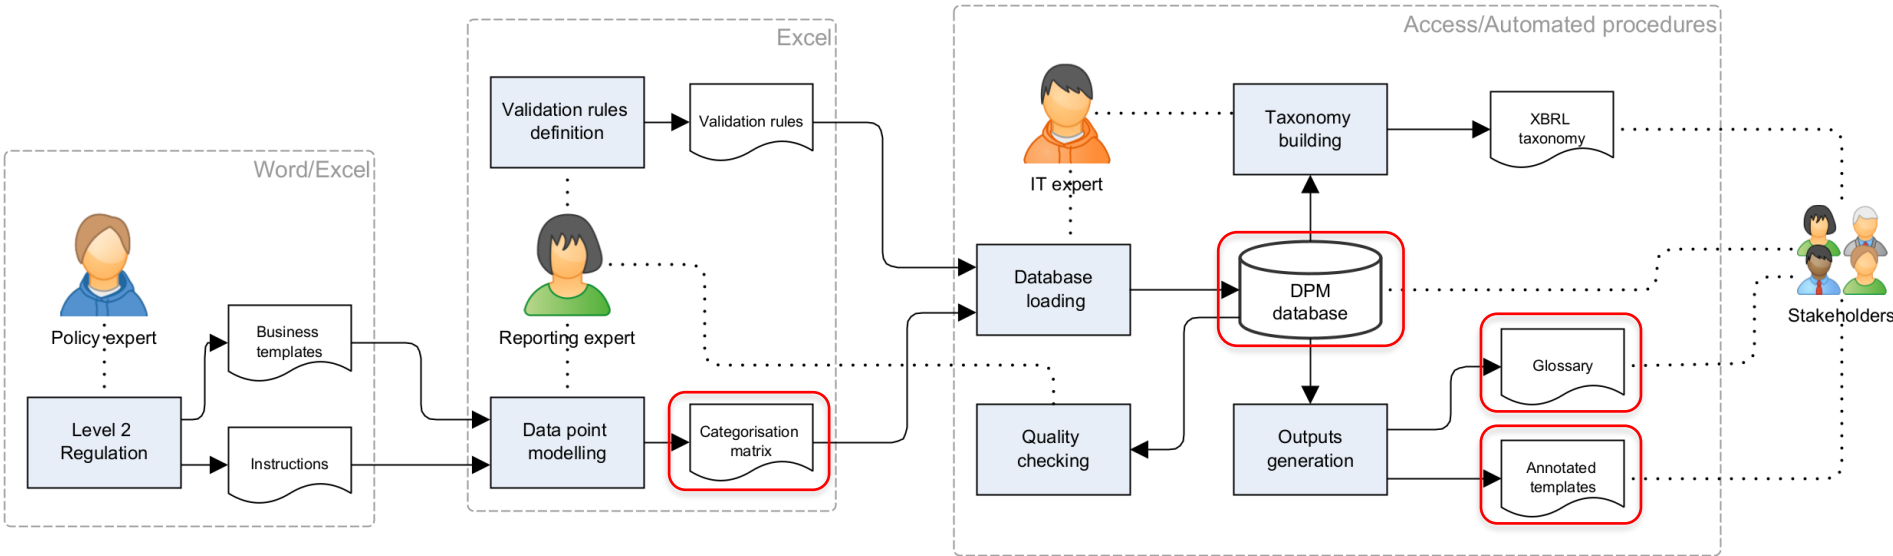 Word/Excel
Policy expert
Level 2
Regulation
Business
templates
Instructions
Excel
Validation rules
definition
Validation rules
Reporting expert
Data point
modelling
Categorisation
matrix
Access/Automated procedures
IT expert
Taxonomy
building
XBRL
taxonomy
Database
loading
DPM
database
Quality
checking
Outputs
generation
Glossary
Annotated
templates
Stakeholders